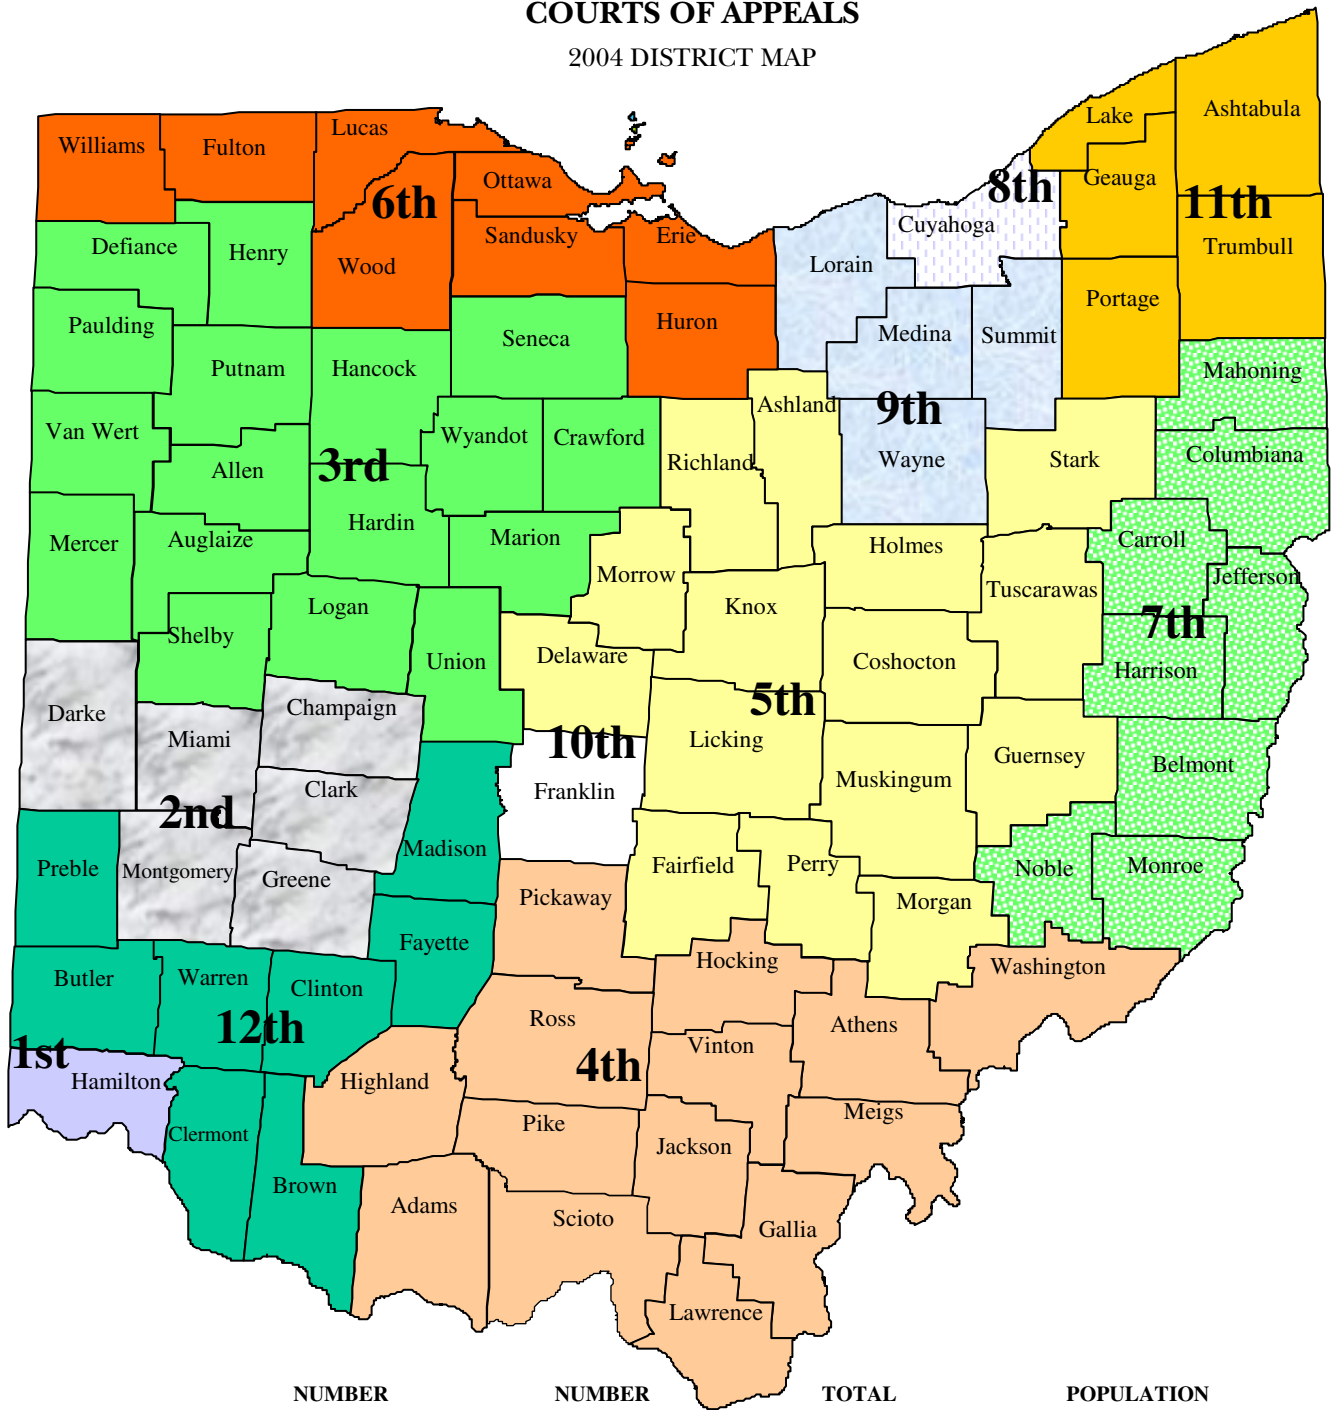 COURTS OF APPEALS
2004 DISTRICT MAP
Lake
Ashtabula
Lucas
Williams
Fulton
Ottawa
8th
Geauga
6th
11th
Cuyahoga
Sandusky
Erie
Defiance
Henry
Trumbull
Wood
Lorain
Portage
Paulding
Huron
Medina
Summit
Seneca
Putnam
Hancock
Mahoning
Ashland
9th
Van Wert
Wyandot
Crawford
Richland
Wayne
Stark
Columbiana
3rd
Allen
Hardin
Mercer
Auglaize
Marion
Holmes
Carroll
Morrow
Tuscarawas
Jefferson
Logan
Knox
7th
Shelby
Union
Delaware
Coshocton
Harrison
5th
Darke
Champaign
Miami
10th
Licking
Guernsey
Belmont
Clark
Franklin
Muskingum
2nd
Madison
Preble
Montgomery
Greene
Fairfield
Perry
Noble
Monroe
Pickaway
Morgan
Fayette
Hocking
Washington
Butler
Warren
Clinton
12th
Ross
Athens
1st
Vinton
4th
Hamilton
Highland
Meigs
Clermont
Pike
Jackson
Brown
Adams
Scioto
Gallia
Lawrence
NUMBER NUMBER TOTAL POPULATION